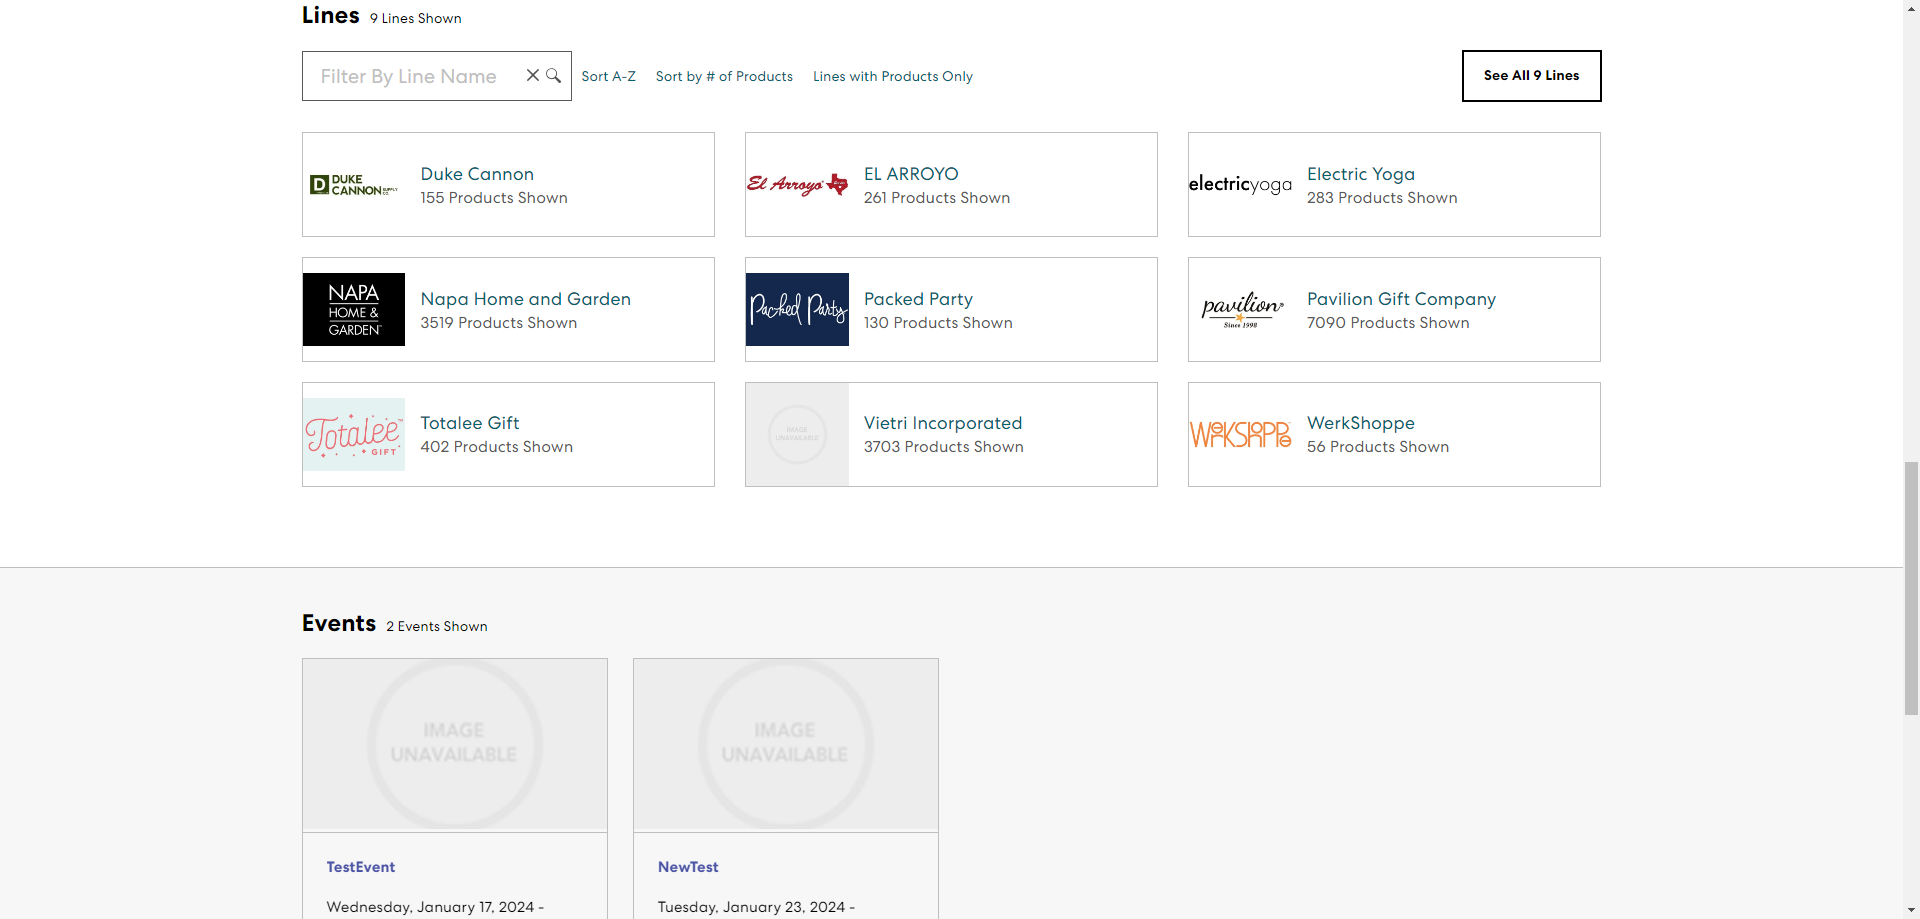 Lines 9 Lines Shown
Filter By Line Name
Sort A-Z Sort by # of Products Lines with Products Only
See All 9 Lines
DUKE CANNON SUPPLY CO.
Duke Cannon
155 Products Shown
El Arroyo
EL ARROYO
261 Products Shown
electricyoga
Electric Yoga
283 Products Shown
NAPA
HOME &
GARDEN™
Napa Home and Garden
3519 Products Shown
Packed Party
Packed Party
130 Products Shown
pavilion®
Since 1998
Pavilion Gift Company
7090 Products Shown
Totalee™
GIFT
Totalee Gift
402 Products Shown
IMAGE
UNAVAILABLE
Vietri Incorporated
3703 Products Shown
WERKSHOPPE
WerkShoppe
56 Products Shown
Events 2 Events Shown
IMAGE
UNAVAILABLE
TestEvent
Wednesday, January 17, 2024 -
IMAGE
UNAVAILABLE
NewTest
Tuesday, January 23, 2024 -